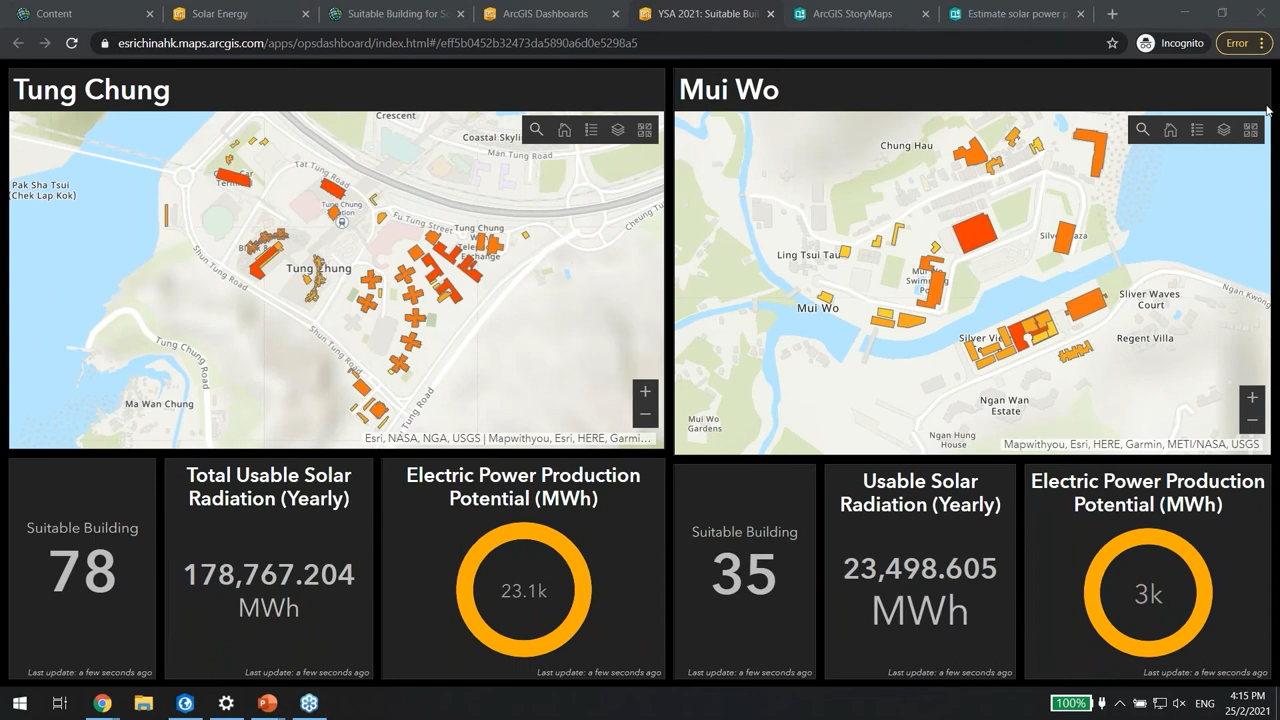 Content
Solar Energy
Suitable Building for So
ArcGIS Dashboards
YSA 2021: Suitable Bui
ArcGIS StoryMaps
Estimate solar power p
esrichinahk.maps.arcgis.com/apps/opsdashboard/index.html#/eff5b0452b32473da5890a6d0e5298a5
Incognito
Error
Tung Chung
Crescent
Coastal Skyli
Man Tung Road
Tat Tung Road
Pak Sha Tsui
(Chek Lap Kok)
Tung Chung
Fu Tung Street
Cheung Tu
Tung Chung
Exchange
Shun Tung Road
Tung Chung
Shun Tung Road
Tung Chung Road
Ma Wan Chung
g Tung Road
Esri, NASA, NGA, USGS | Mapwithyou, Esri, HERE, Garmi…
Mui Wo
Chung Hau
Ling Tsui Tau
Mui Wo
Sliver Waves
Court
Ngan Kwong
Regent Villa
Ngan Wan
Estate
Mui Wo
Gardens
Ngan Hung
House
Mapwithyou, Esri, HERE, Garmin, METI/NASA, USGS
Suitable Building
78
Last update: a few seconds ago
Total Usable Solar
Radiation (Yearly)
178,767.204
MWh
Last update: a few seconds ago
Electric Power Production
Potential (MWh)
23.1k
Last update: a few seconds ago
Suitable Building
35
Last update: a few seconds ago
Usable Solar
Radiation (Yearly)
23,498.605
MWh
Last update: a few seconds ago
Electric Power Production
Potential (MWh)
3k
Last update: a few seconds ago
100%
ENG
4:15 PM
25/2/2021